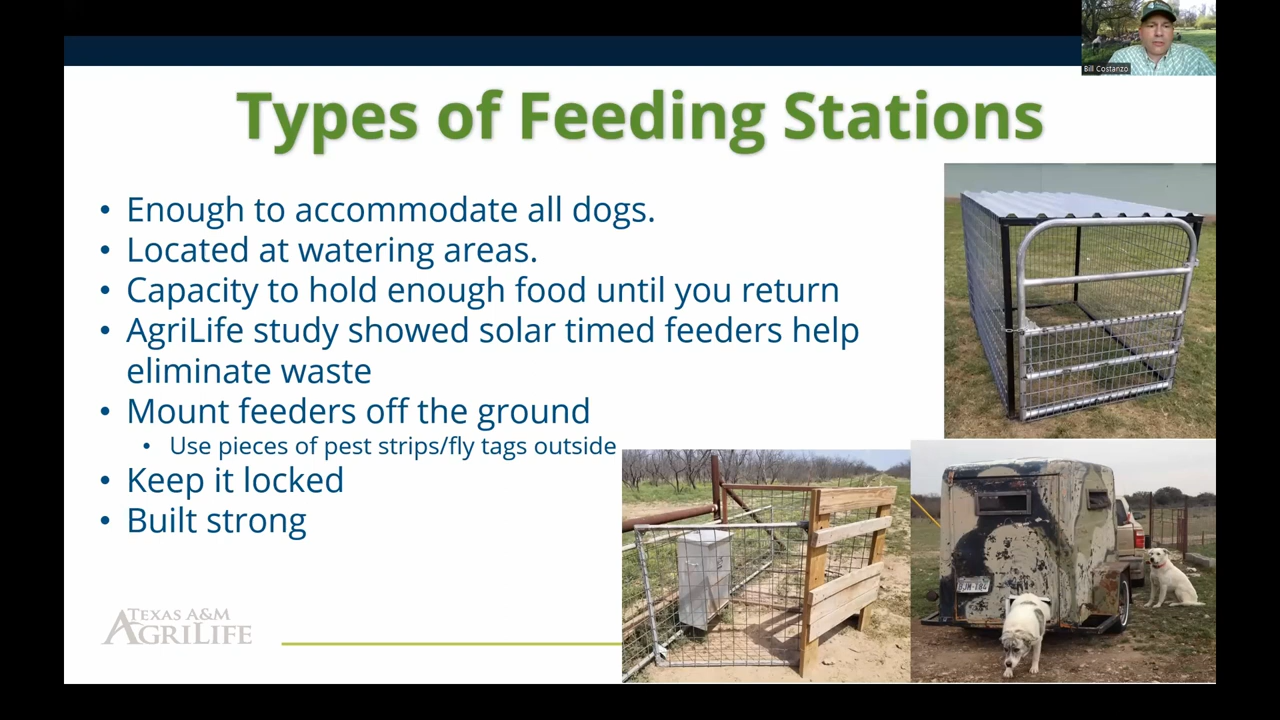 Bill Costanzo
Types of Feeding Stations
• Enough to accommodate all dogs.
• Located at watering areas.
• Capacity to hold enough food until you return
• AgriLife study showed solar timed feeders help
eliminate waste
• Mount feeders off the ground
• Use pieces of pest strips/fly tags outside
• Keep it locked
• Built strong
TEXAS A&M
AGRILIFE